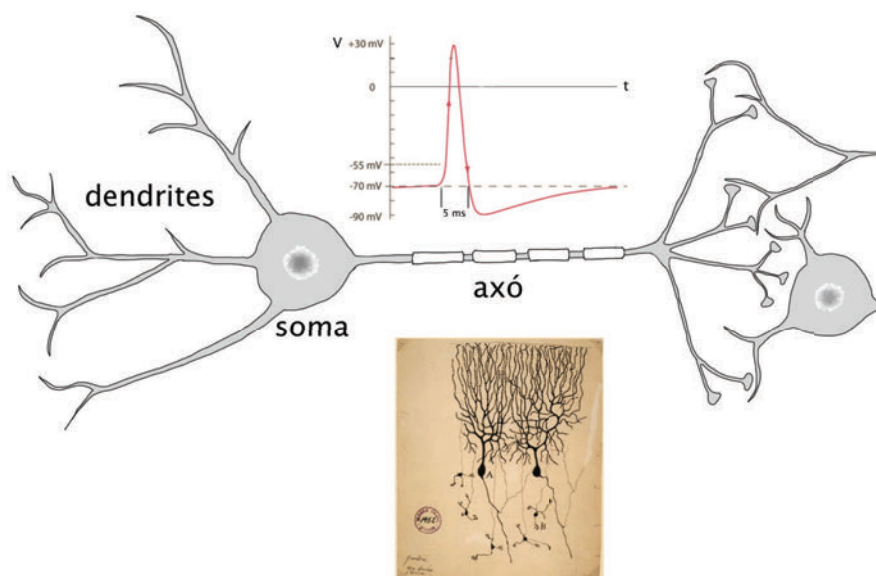 V
+30 mV
0
t
-55 mV
-70 mV
-90 mV
5 ms
dendrites
axó
soma
A
B